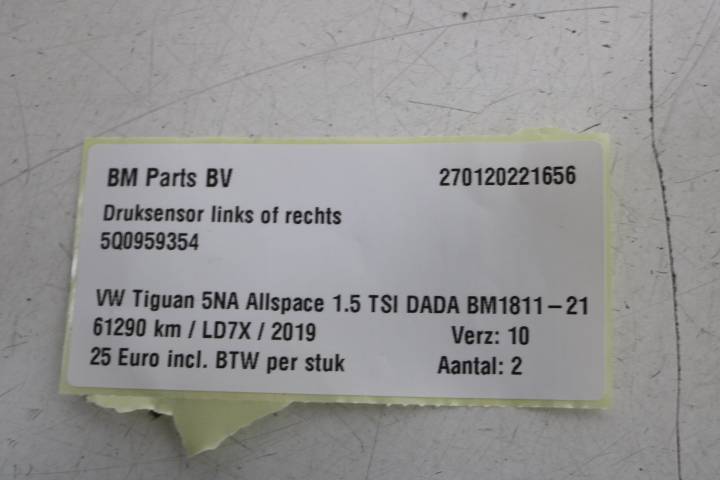 BM Parts BV 270120221656
Druksensor links of rechts
5Q0959354
VW Tiguan 5NA Allspace 1.5 TSI DADA BM1811-21
61290 km / LD7X / 2019 Verz: 10
25 Euro incl. BTW per stuk Aantal: 2